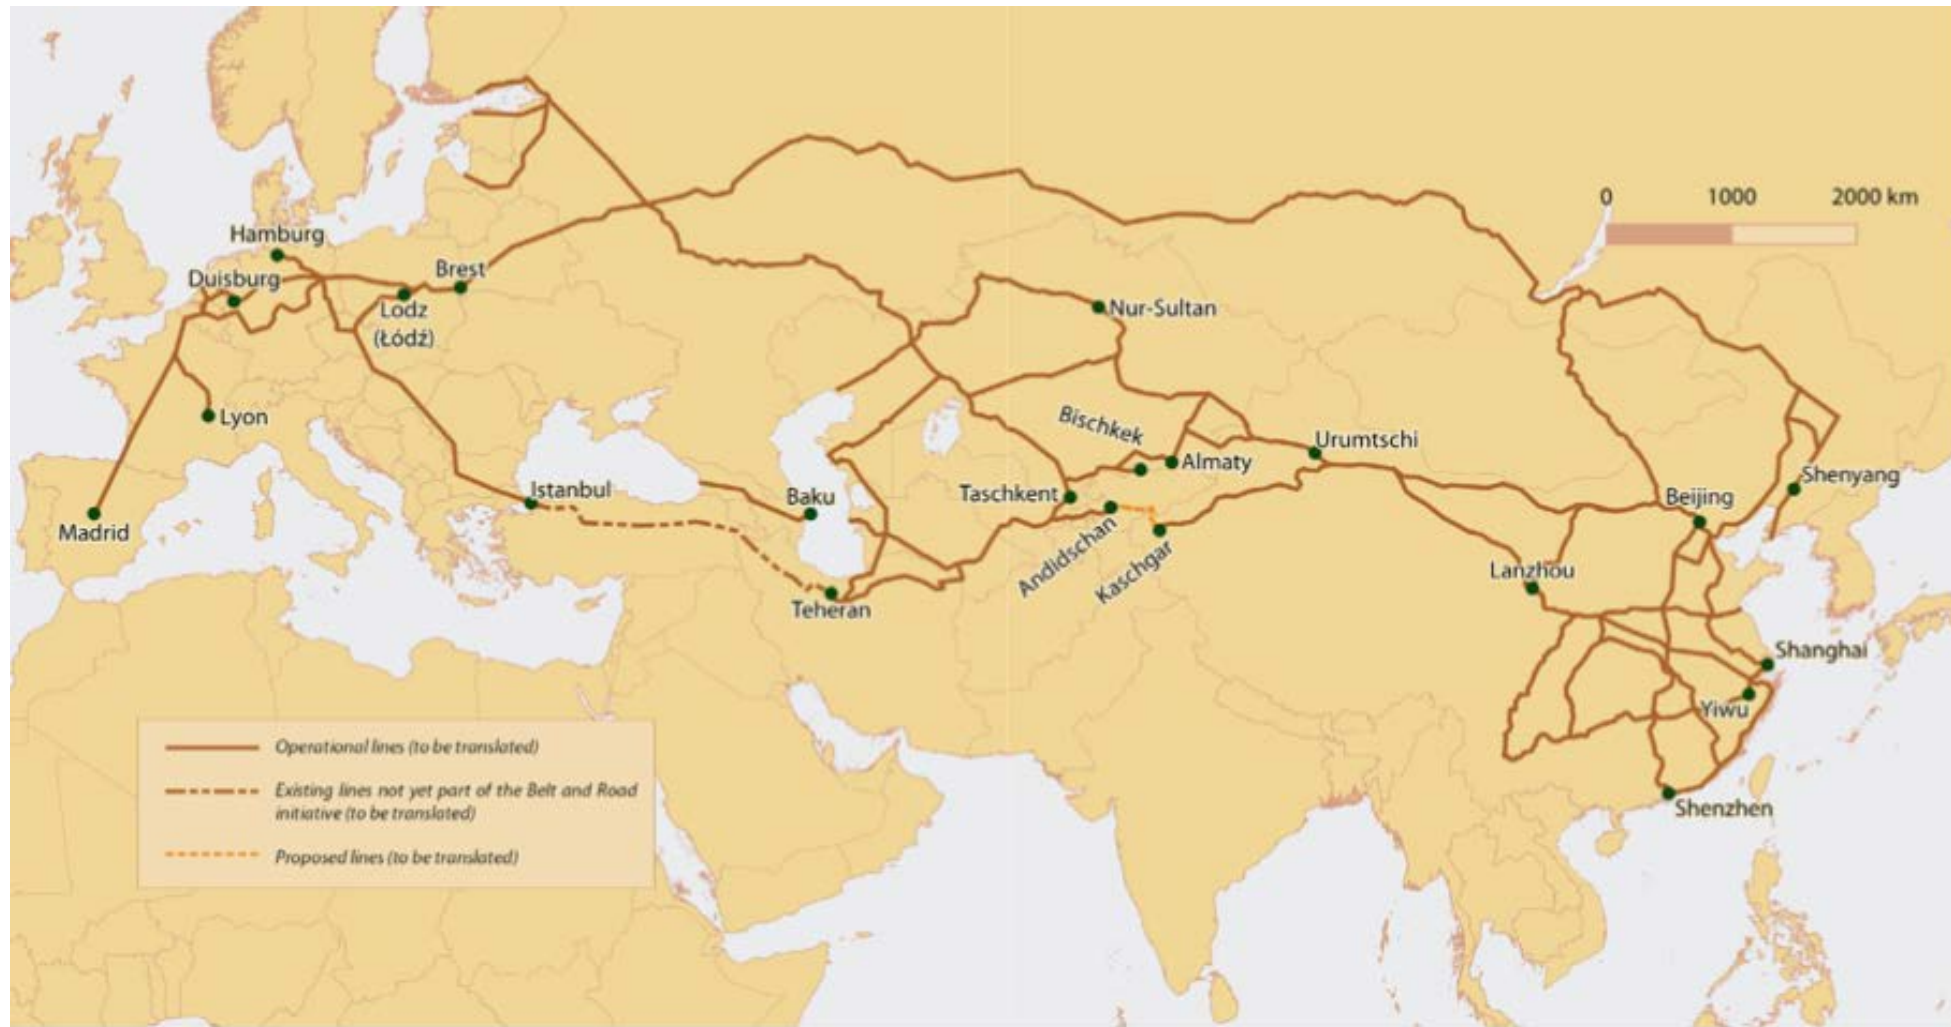 0 1000 2000 km
Hamburg
Duisburg
Brest
Lodz
(Łódź)
Nur-Sultan
Lyon
Bischkek
Urumtschi
Almaty
Istanbul
Baku
Taschkent
Beijing
Shenyang
Madrid
Andidschan
Kaschgar
Lanzhou
Teheran
Shanghai
Yiwu
Shenzhen
Operational lines (to be translated)
Existing lines not yet part of the Belt and Road
initiative (to be translated)
Proposed lines (to be translated)